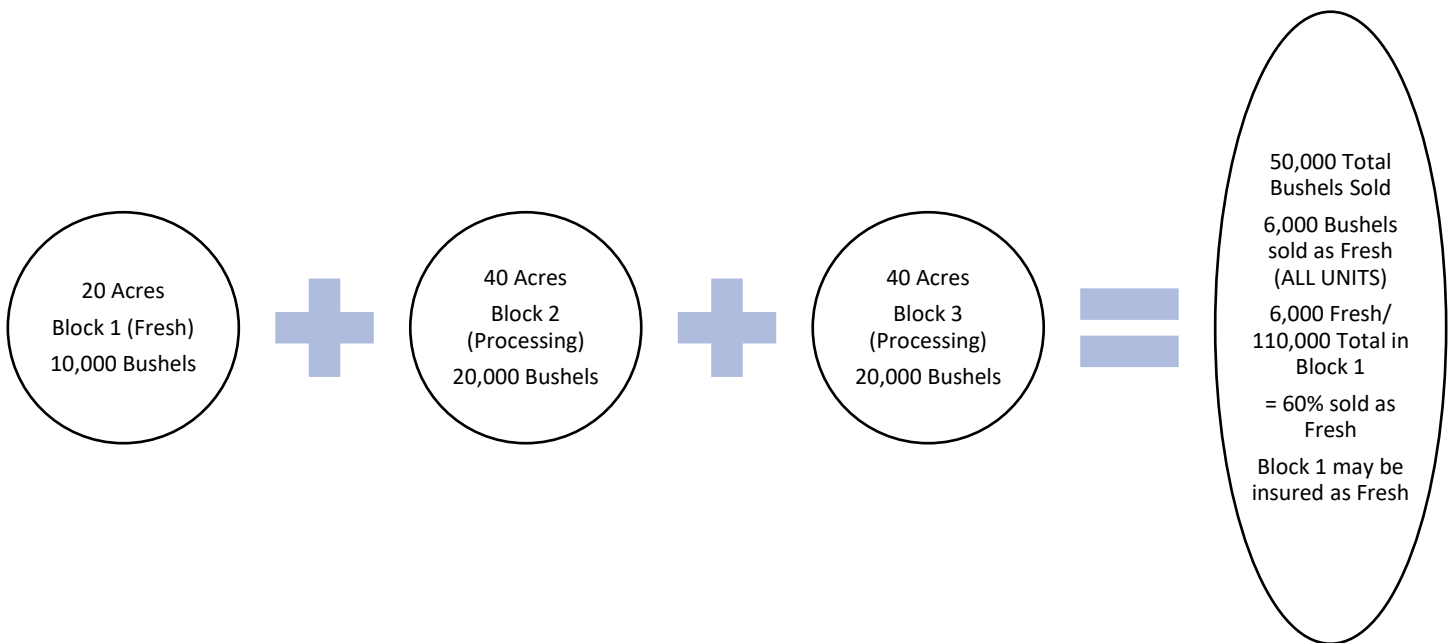 20 Acres
Block 1 (Fresh)
10,000 Bushels
40 Acres
Block 2
(Processing)
20,000 Bushels
40 Acres
Block 3
(Processing)
20,000 Bushels
50,000 Total
Bushels Sold
6,000 Bushels
sold as Fresh
(ALL UNITS)
6,000 Fresh/
110,000 Total in
Block 1
= 60% sold as
Fresh
Block 1 may be
insured as Fresh